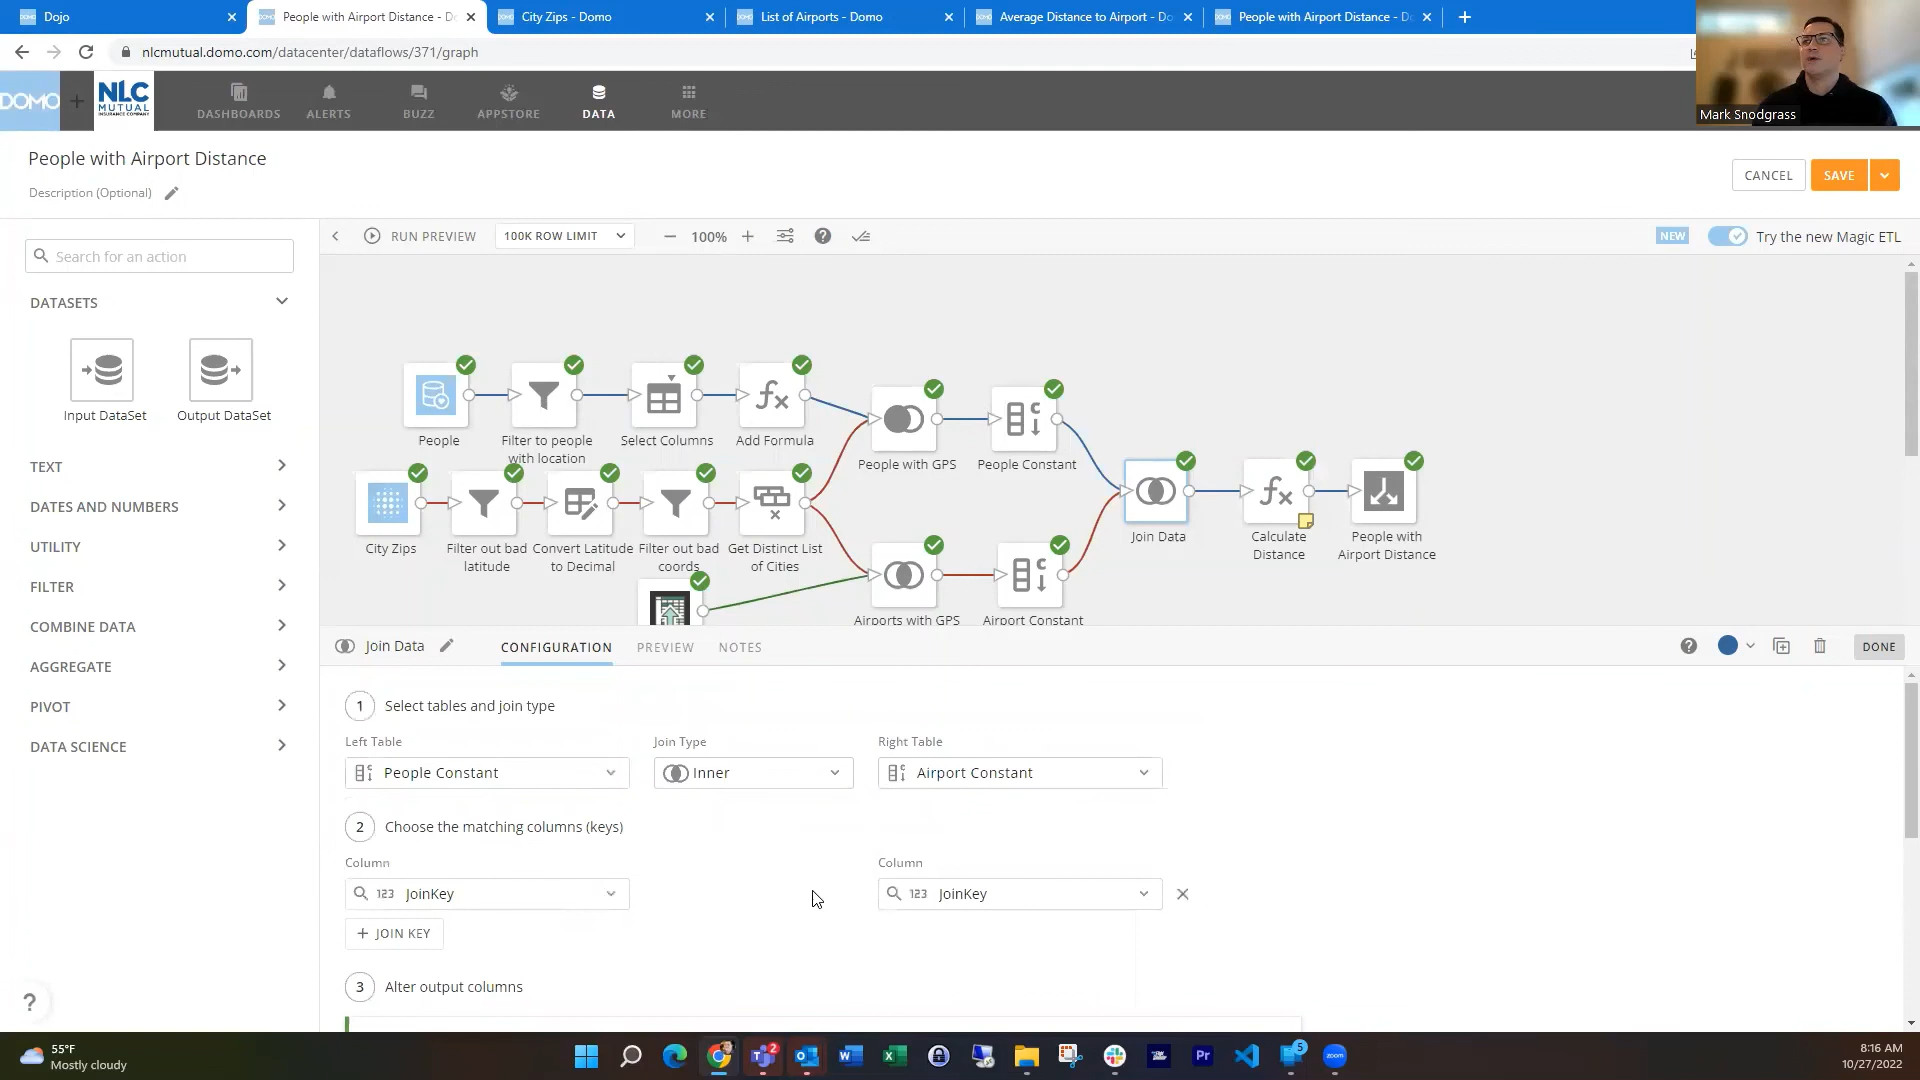 Dojo
People with Airport Distance - D
City Zips - Domo
List of Airports - Domo
Average Distance to Airport - Do
People with Airport Distance - D
nlcmutual.domo.com/datacenter/dataflows/371/graph
DOMO
NLC
MUTUAL
INSURANCE COMPANY
DASHBOARDS
ALERTS
BUZZ
APPSTORE
DATA
MORE
Mark Snodgrass
People with Airport Distance
Description (Optional)
CANCEL
SAVE
RUN PREVIEW
100K ROW LIMIT
100%
NEW
Try the new Magic ETL
Search for an action
DATASETS
Input DataSet
Output DataSet
TEXT
DATES AND NUMBERS
UTILITY
FILTER
COMBINE DATA
AGGREGATE
PIVOT
DATA SCIENCE
People
Filter to people
with location
Select Columns
Add Formula
People with GPS
People Constant
City Zips
Filter out bad
latitude
Convert Latitude
to Decimal
Filter out bad
coords
Get Distinct List
of Cities
Airports with GPS
Airport Constant
Join Data
Calculate
Distance
People with
Airport Distance
Join Data
CONFIGURATION
PREVIEW
NOTES
DONE
1
Select tables and join type
Left Table
Join Type
Right Table
People Constant
Inner
Airport Constant
2
Choose the matching columns (keys)
Column
Column
123 JoinKey
123 JoinKey
+ JOIN KEY
3
Alter output columns
?
55°F
Mostly cloudy
2
5
zoom
8:16 AM
10/27/2022